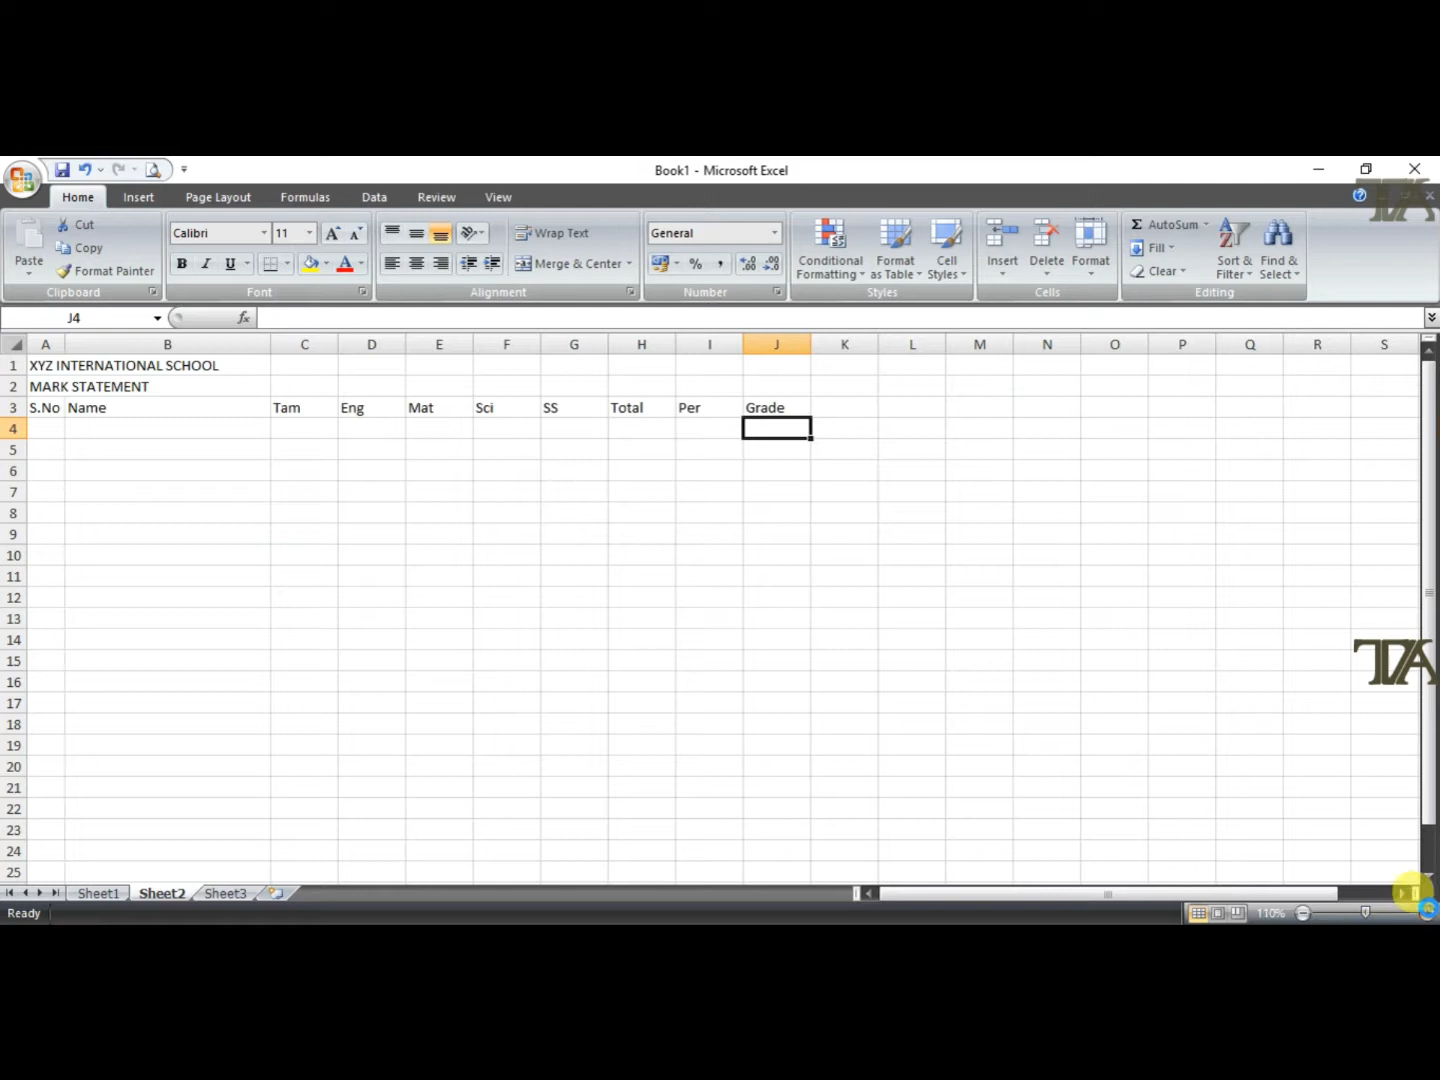 Book1 - Microsoft Excel
Home Insert Page Layout Formulas Data Review View
Cut
Copy
Paste
Format Painter
Clipboard
Calibri 11
B I U
Font
Wrap Text
Merge & Center
Alignment
General
Number
Conditional Formatting
Format as Table
Cell Styles
Styles
Insert Delete Format
Cells
AutoSum
Fill
Clear
Sort & Filter
Find & Select
Editing
J4 fx
A B C D E F G H I J K L M N O P Q R S
1 XYZ INTERNATIONAL SCHOOL
2 MARK STATEMENT
3 S.No Name Tam Eng Mat Sci SS Total Per Grade
4
5
6
7
8
9
10
11
12
13
14
15
16
17
18
19
20
21
22
23
24
25
TA
TA
Sheet1 Sheet2 Sheet3
Ready 110%